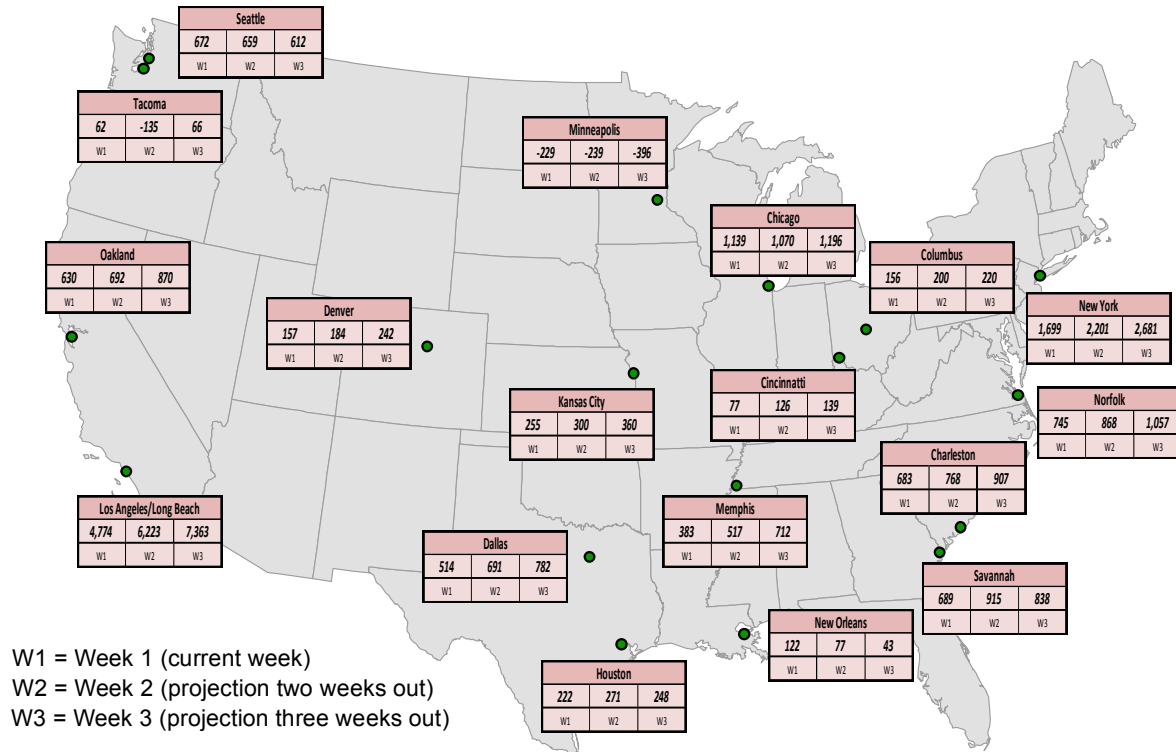 Seattle
672 659 612
W1 W2 W3
Tacoma
62 -135 66
W1 W2 W3
Minneapolis
-229 -239 -396
W1 W2 W3
Chicago
1,139 1,070 1,196
W1 W2 W3
Oakland
630 692 870
W1 W2 W3
Columbus
156 200 220
W1 W2 W3
Denver
157 184 242
W1 W2 W3
New York
1,699 2,201 2,681
W1 W2 W3
Cincinnatti
77 126 139
W1 W2 W3
Kansas City
255 300 360
W1 W2 W3
Norfolk
745 868 1,057
W1 W2 W3
Charleston
683 768 907
W1 W2 W3
Los Angeles/Long Beach
4,774 6,223 7,363
W1 W2 W3
Memphis
383 517 712
W1 W2 W3
Dallas
514 691 782
W1 W2 W3
Savannah
689 915 838
W1 W2 W3
New Orleans
122 77 43
W1 W2 W3
Houston
222 271 248
W1 W2 W3
W1 = Week 1 (current week)
W2 = Week 2 (projection two weeks out)
W3 = Week 3 (projection three weeks out)